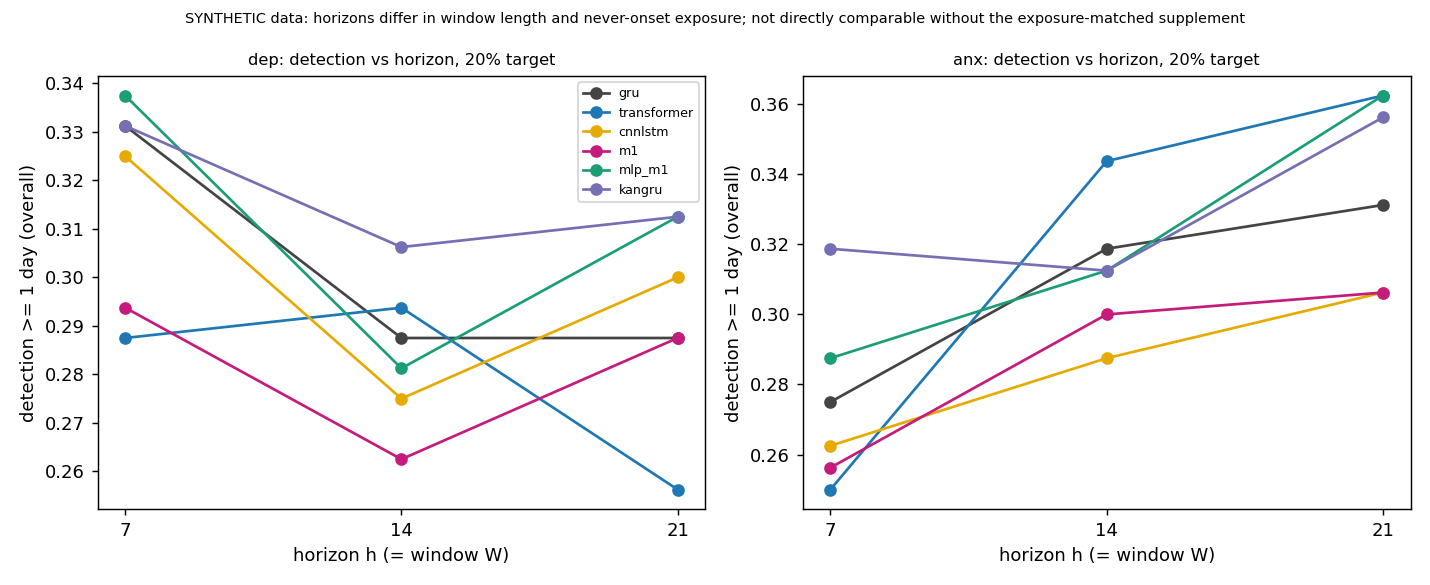 SYNTHETIC data: horizons differ in window length and never-onset exposure; not directly comparable without the exposure-matched supplement
dep: detection vs horizon, 20% target
detection >= 1 day (overall)
0.34
0.33
0.32
0.31
0.30
0.29
0.28
0.27
0.26
gru
transformer
cnnlstm
m1
mlp_m1
kangru
7
14
21
horizon h (= window W)
anx: detection vs horizon, 20% target
detection >= 1 day (overall)
0.36
0.34
0.32
0.30
0.28
0.26
7
14
21
horizon h (= window W)